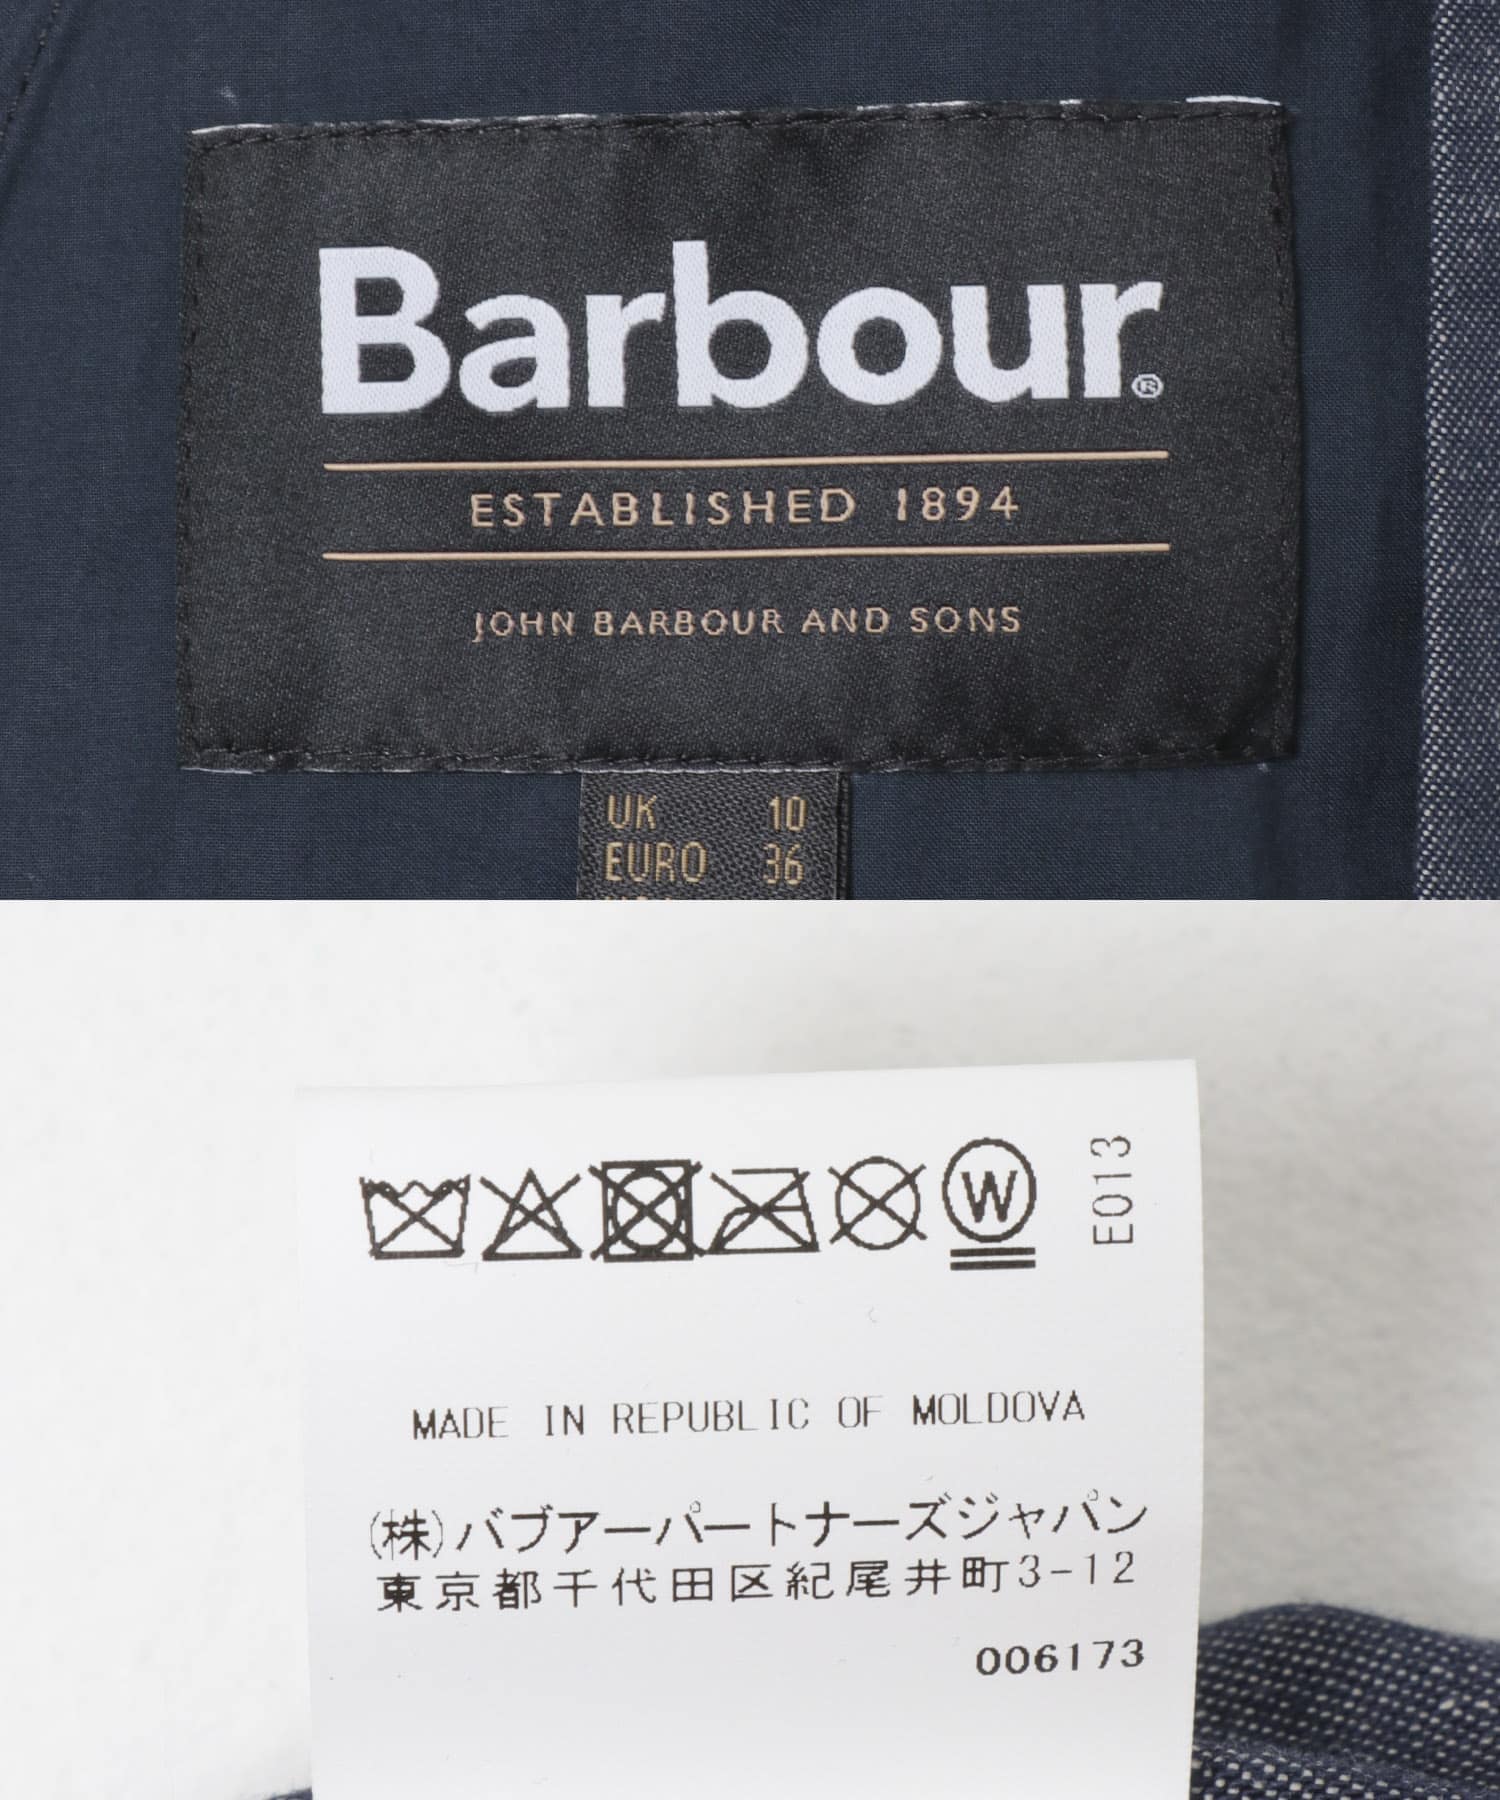 Barbour®
ESTABLISHED 1894
JOHN BARBOUR AND SONS
UK 10
EURO 36
W
E013
MADE IN REPUBLIC OF MOLDOVA
(株)バブアーパートナーズジャパン
東京都千代田区紀尾井町3-12
006173